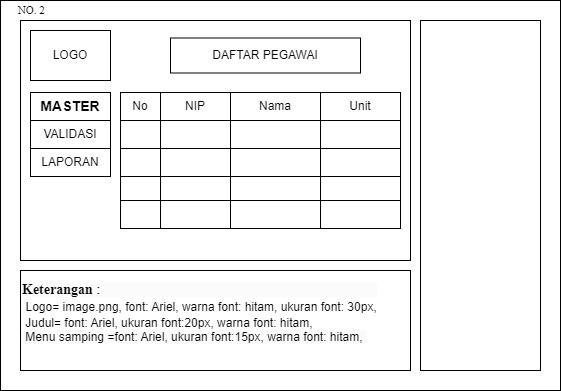 NO. 2
LOGO
DAFTAR PEGAWAI
MASTER
VALIDASI
LAPORAN
No NIP Nama Unit
Keterangan :
Logo= image.png, font: Ariel, warna font: hitam, ukuran font: 30px,
Judul= font: Ariel, ukuran font:20px, warna font: hitam,
Menu samping =font: Ariel, ukuran font:15px, warna font: hitam,